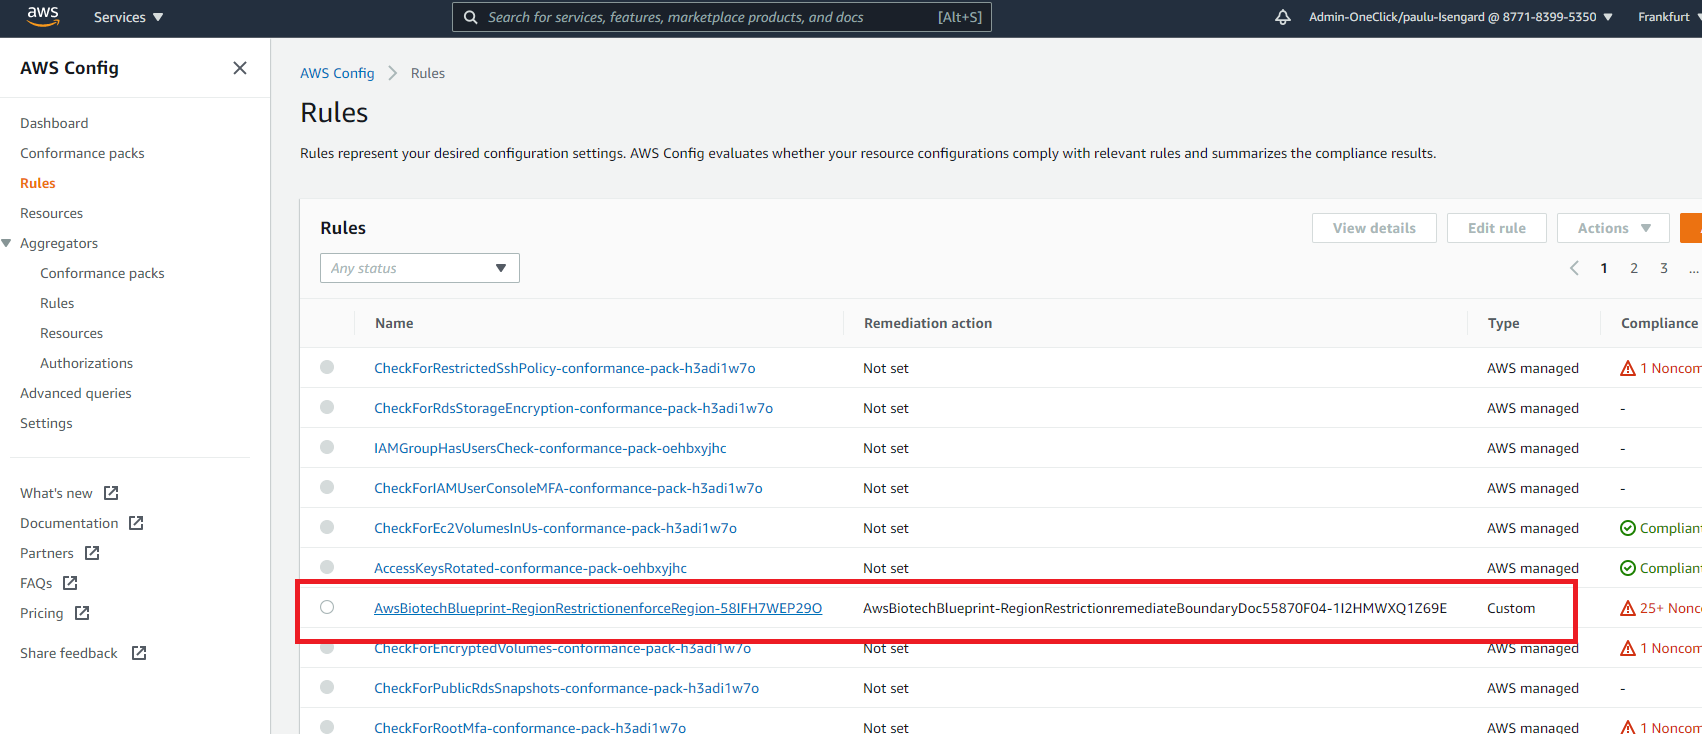 aws Services Search for services, features, marketplace products, and docs [Alt+S] Admin-OneClick/paulu-Isengard @ 8771-8399-5350 Frankfurt
AWS Config
Dashboard
Conformance packs
Rules
Resources
Aggregators
Conformance packs
Rules
Resources
Authorizations
Advanced queries
Settings
What's new
Documentation
Partners
FAQs
Pricing
Share feedback
AWS Config Rules
Rules
Rules represent your desired configuration settings. AWS Config evaluates whether your resource configurations comply with relevant rules and summarizes the compliance results.
Rules View details Edit rule Actions
Any status 1 2 3 ...
Name Remediation action Type Compliance
CheckForRestrictedSshPolicy-conformance-pack-h3adi1w7o Not set AWS managed 1 Noncom
CheckForRdsStorageEncryption-conformance-pack-h3adi1w7o Not set AWS managed -
IAMGroupHasUsersCheck-conformance-pack-oehbxyjhc Not set AWS managed -
CheckForIAMUserConsoleMFA-conformance-pack-h3adi1w7o Not set AWS managed -
CheckForEc2VolumesInUs-conformance-pack-h3adi1w7o Not set AWS managed Compliant
AccessKeysRotated-conformance-pack-oehbxyjhc Not set AWS managed Compliant
AwsBiotechBlueprint-RegionRestrictionenforceRegion-58IFH7WEP29O AwsBiotechBlueprint-RegionRestrictionremediateBoundaryDoc55870F04-1I2HMWXQ1Z69E Custom 25+ Nonc
CheckForEncryptedVolumes-conformance-pack-h3adi1w7o Not set AWS managed 1 Noncom
CheckForPublicRdsSnapshots-conformance-pack-h3adi1w7o Not set AWS managed -
CheckForRootMfa-conformance-pack-h3adi1w7o Not set AWS managed 1 Noncom